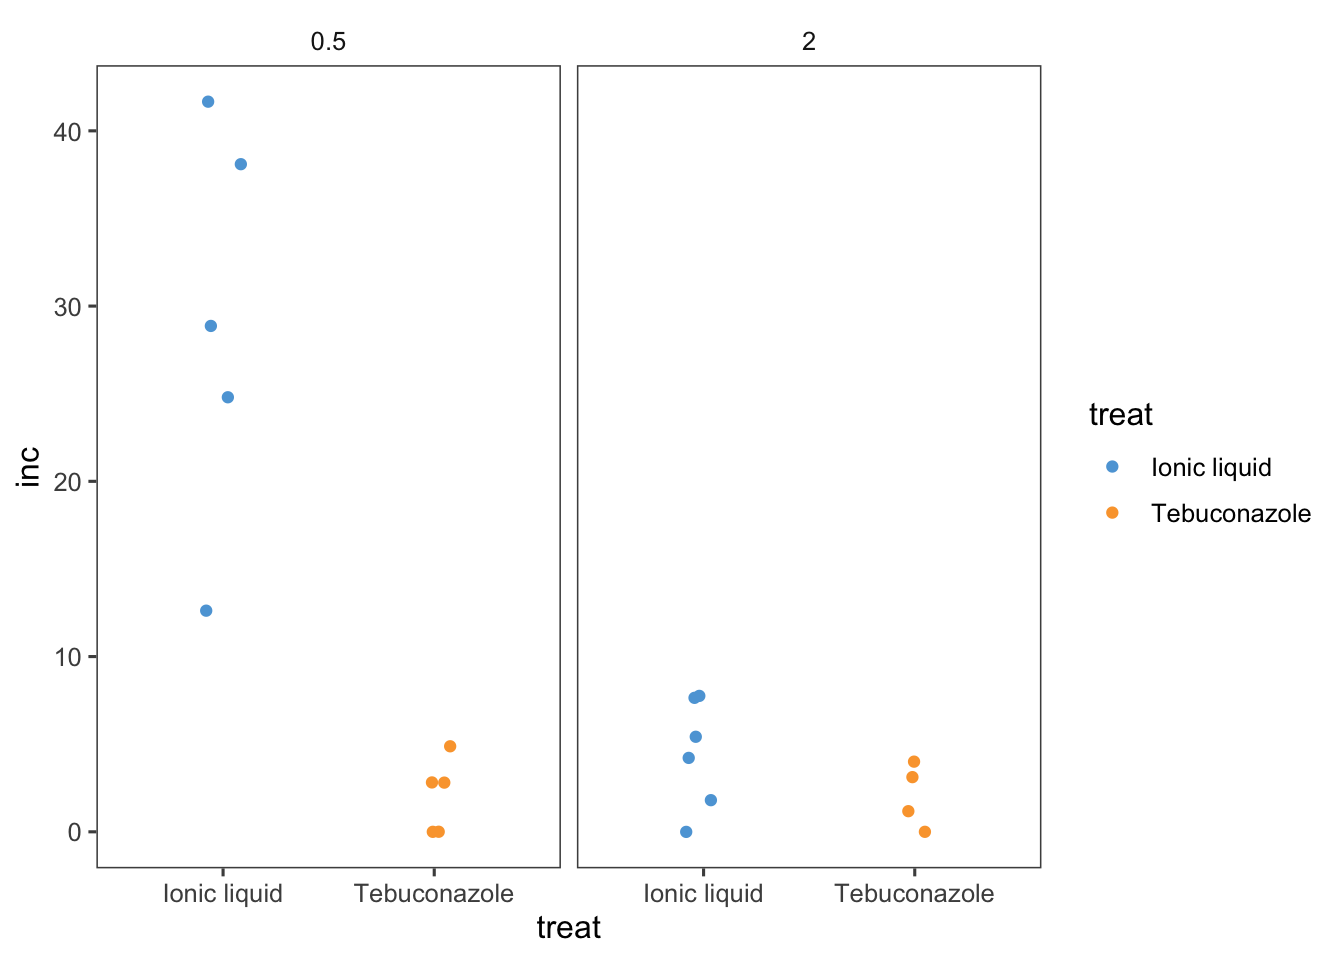 0.5
2
40
30
20
10
0
inc
Ionic liquid
Tebuconazole
Ionic liquid
Tebuconazole
treat
treat
Ionic liquid
Tebuconazole